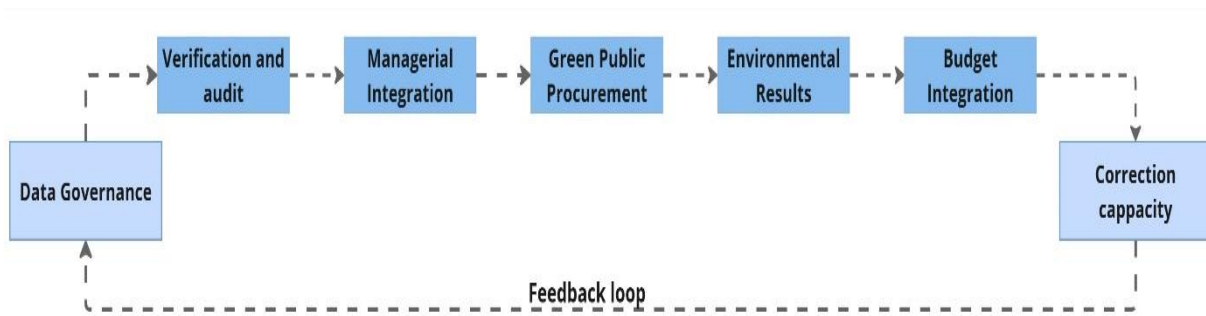 Verification and
audit
Managerial
Integration
Green Public
Procurement
Environmental
Results
Budget
Integration
Data Governance
Correction
cappacity
Feedback loop